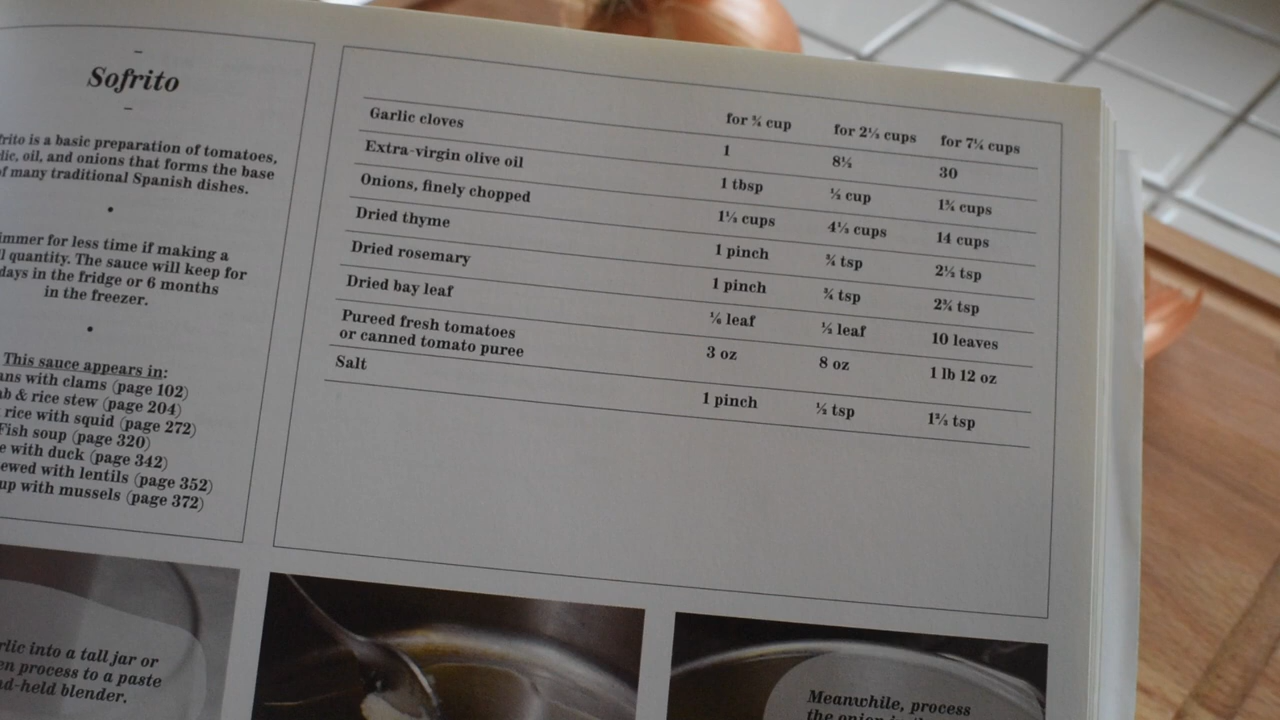 Sofrito
frito is a basic preparation of tomatoes,
lic, oil, and onions that forms the base
of many traditional Spanish dishes.
•
immer for less time if making a
l quantity. The sauce will keep for
days in the fridge or 6 months
in the freezer.
•
This sauce appears in:
ans with clams (page 102)
b & rice stew (page 204)
rice with squid (page 272)
Fish soup (page 320)
e with duck (page 342)
ewed with lentils (page 352)
up with mussels (page 372)
for ¾ cup for 2⅓ cups for 7¼ cups
Garlic cloves 1 8½ 30
Extra-virgin olive oil 1 tbsp ½ cup 1¾ cups
Onions, finely chopped 1⅓ cups 4⅓ cups 14 cups
Dried thyme 1 pinch ¾ tsp 2½ tsp
Dried rosemary 1 pinch ¾ tsp 2¾ tsp
Dried bay leaf leaf ½ leaf 10 leaves
Pureed fresh tomatoes
or canned tomato puree 3 oz 8 oz 1 lb 12 oz
Salt 1 pinch ½ tsp 1⅔ tsp
rlic into a tall jar or
en process to a paste
nd-held blender.
Meanwhile, process
the onion